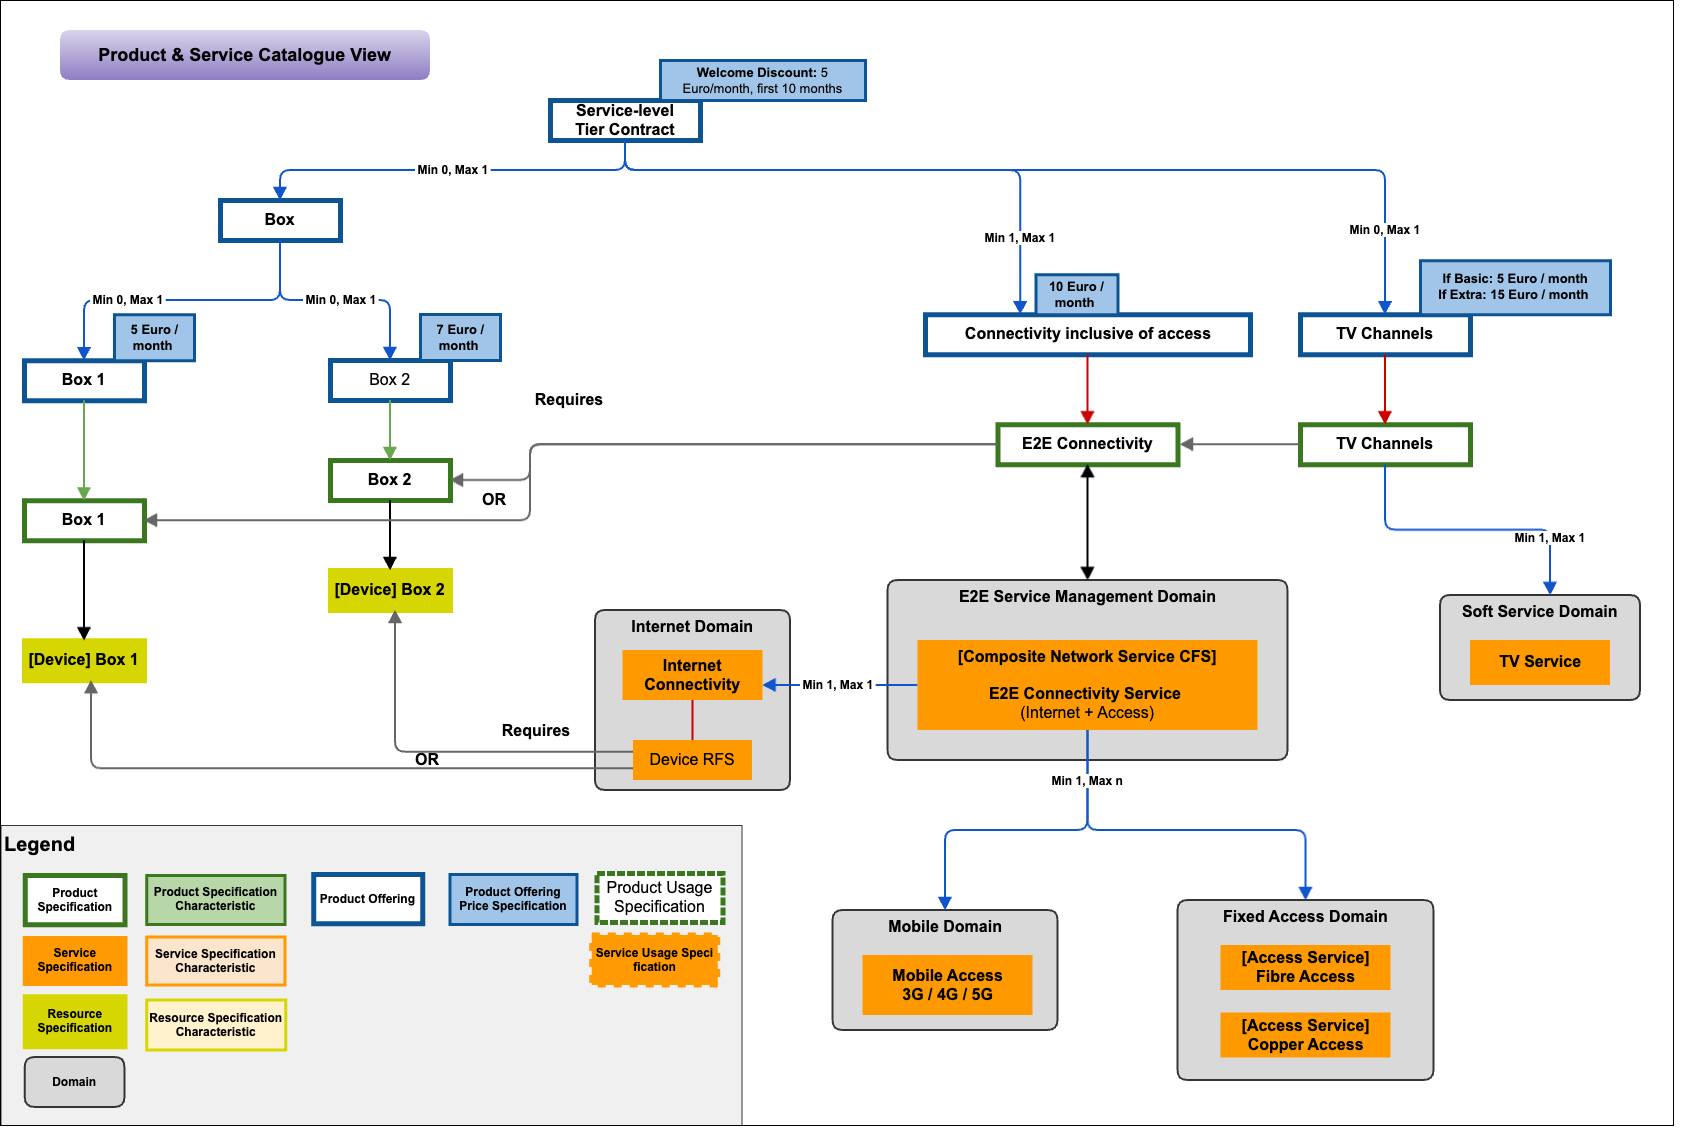 Product & Service Catalogue View
Welcome Discount: 5
Euro/month, first 10 months
Service-level
Tier Contract
Min 0, Max 1
Box
Min 1, Max 1
Min 0, Max 1
Min 0, Max 1
Min 0, Max 1
10 Euro /
month
If Basic: 5 Euro / month
If Extra: 15 Euro / month
5 Euro /
month
7 Euro /
month
Connectivity inclusive of access
TV Channels
Box 1
Box 2
Requires
E2E Connectivity
TV Channels
Box 2
OR
Box 1
Min 1, Max 1
[Device] Box 2
E2E Service Management Domain
Soft Service Domain
Internet Domain
[Device] Box 1
Internet
Connectivity
Min 1, Max 1
[Composite Network Service CFS]
E2E Connectivity Service
(Internet + Access)
TV Service
Requires
OR
Device RFS
Min 1, Max n
Legend
Product
Specification
Product Specification
Characteristic
Product Offering
Product Offering
Price Specification
Product Usage
Specification
Service
Specification
Service Specification
Characteristic
Service Usage Speci
fication
Resource
Specification
Resource Specification
Characteristic
Domain
Mobile Domain
Mobile Access
3G / 4G / 5G
Fixed Access Domain
[Access Service]
Fibre Access
[Access Service]
Copper Access